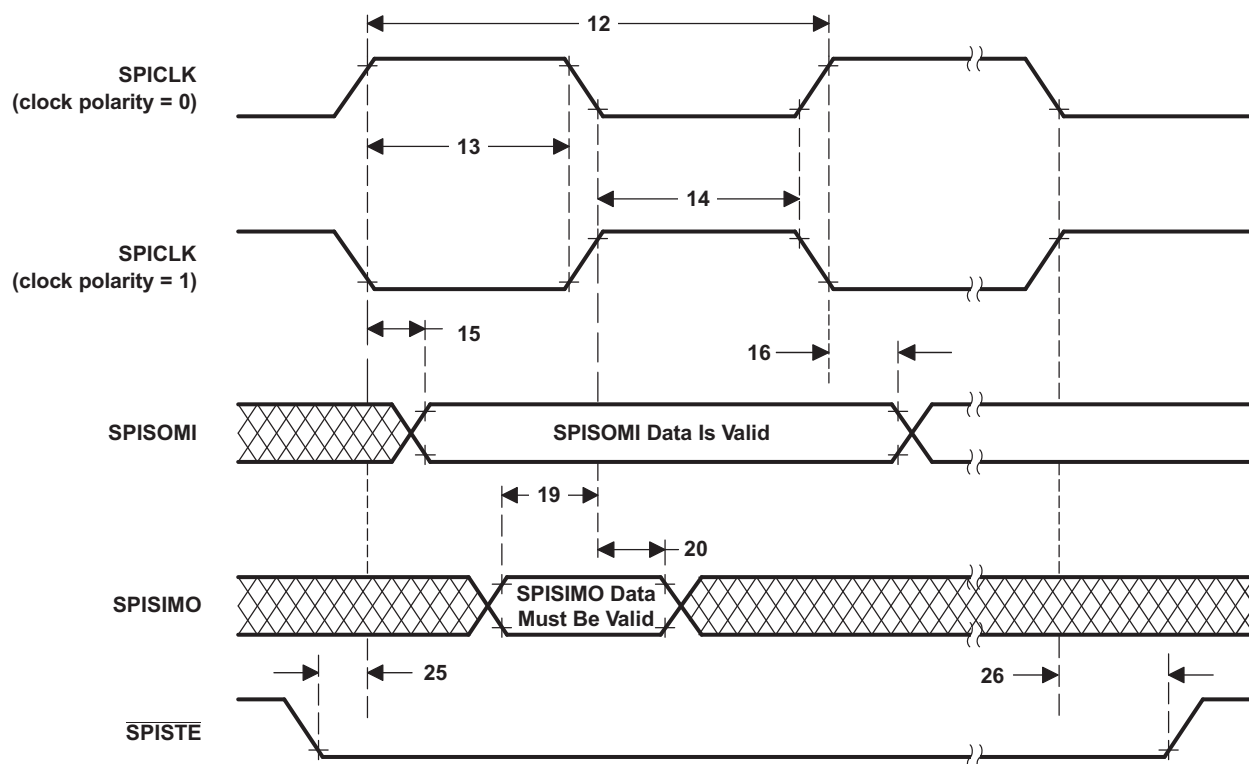 12
SPICLK
(clock polarity = 0)
13
14
SPICLK
(clock polarity = 1)
15
16
SPISOMI
SPISOMI Data Is Valid
19
20
SPISIMO
SPISIMO Data
Must Be Valid
25
26
SPISTE